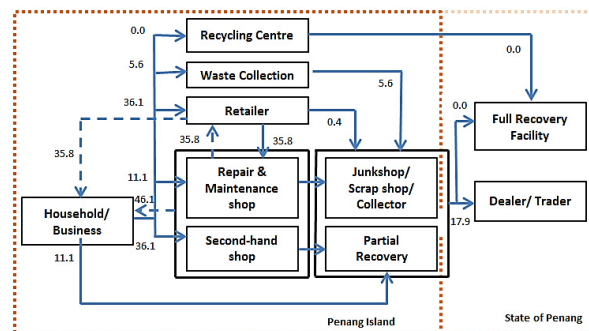 0.0
Recycling Centre
0.0
5.6
Waste Collection
5.6
36.1
Retailer
0.4
0.0
Full Recovery
Facility
35.8
35.8
35.8
11.1
Repair &
Maintenance
shop
Junkshop/
Scrap shop/
Collector
46.1
Dealer/ Trader
17.9
Household/
Business
36.1
Second-hand
shop
Partial
Recovery
11.1
Penang Island
State of Penang